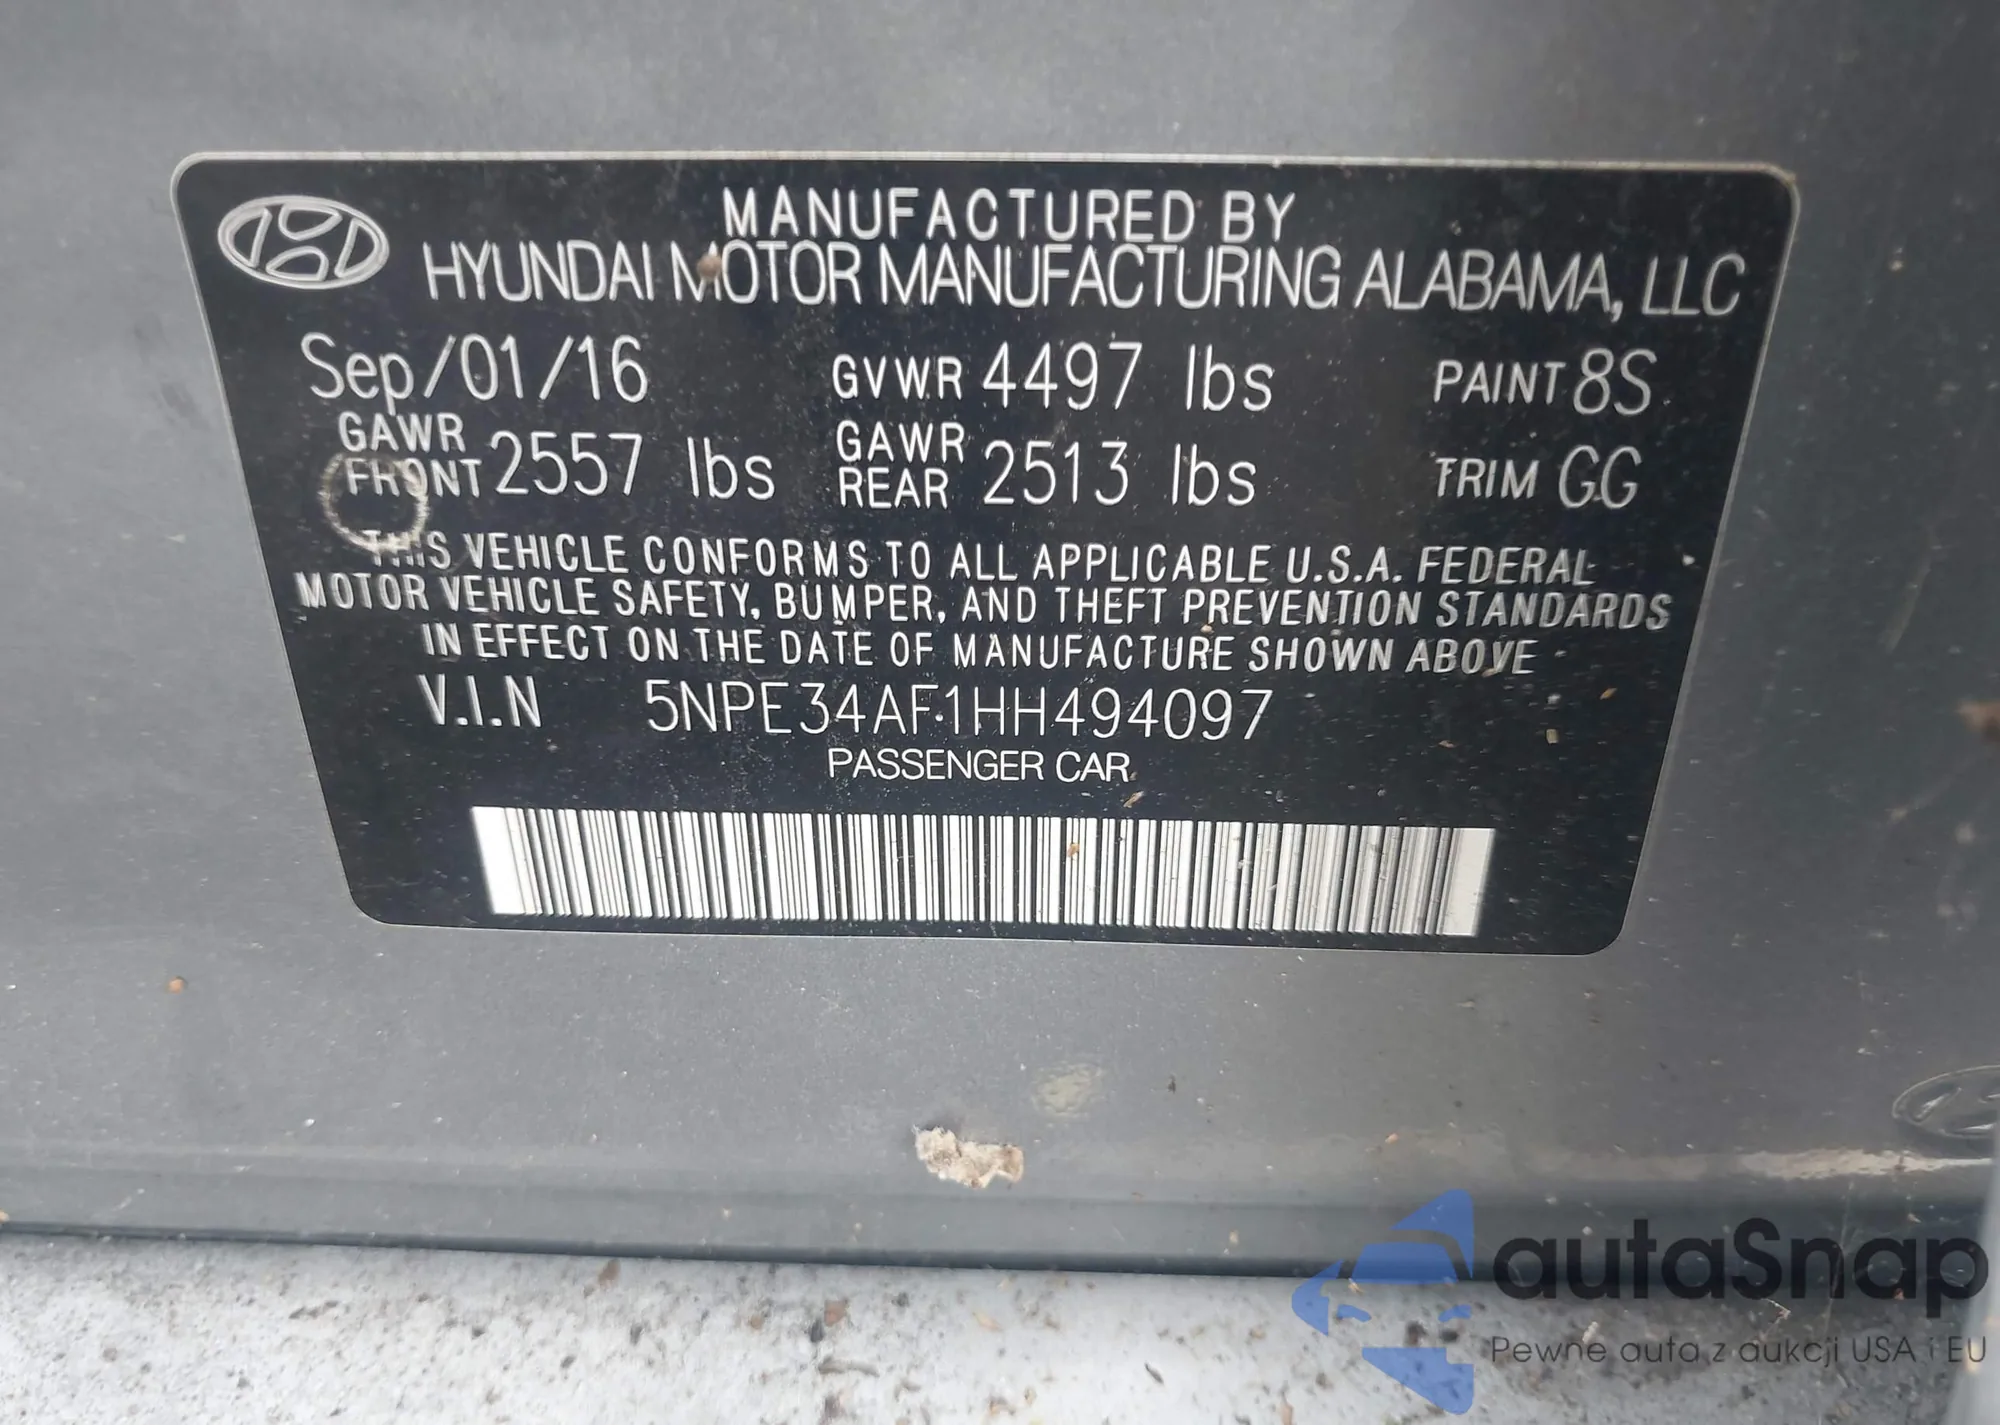 MANUFACTURED BY
HYUNDAI MOTOR MANUFACTURING ALABAMA, LLC
Sep/01/16 GVWR 4497 lbs PAINT 8S
GAWR FRONT 2557 lbs GAWR REAR 2513 lbs TRIM GG
THIS VEHICLE CONFORMS TO ALL APPLICABLE U.S.A. FEDERAL
MOTOR VEHICLE SAFETY, BUMPER, AND THEFT PREVENTION STANDARDS
IN EFFECT ON THE DATE OF MANUFACTURE SHOWN ABOVE
V.I.N 5NPE34AF1HH494097
PASSENGER CAR
autaSnap
Pewne auta z aukcji USA i EU